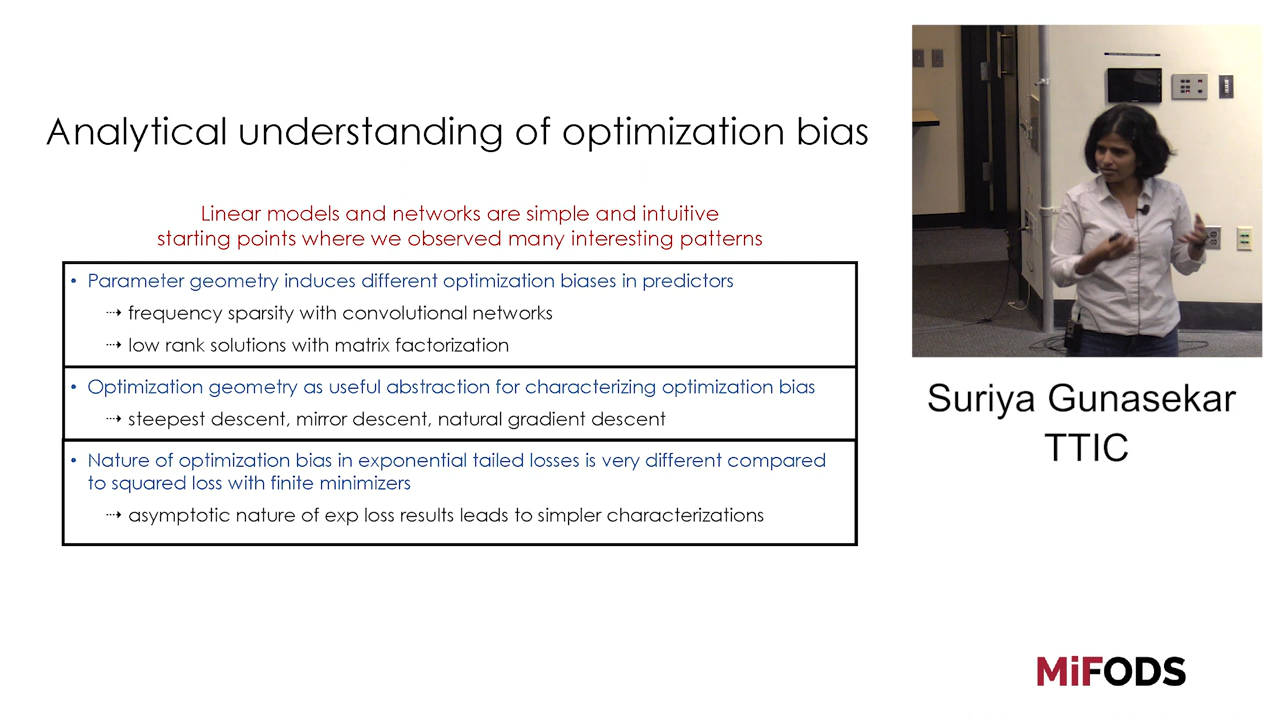 Analytical understanding of optimization bias
Linear models and networks are simple and intuitive
starting points where we observed many interesting patterns
• Parameter geometry induces different optimization biases in predictors
⇢ frequency sparsity with convolutional networks
⇢ low rank solutions with matrix factorization
• Optimization geometry as useful abstraction for characterizing optimization bias
⇢ steepest descent, mirror descent, natural gradient descent
• Nature of optimization bias in exponential tailed losses is very different compared
to squared loss with finite minimizers
⇢ asymptotic nature of exp loss results leads to simpler characterizations
Suriya Gunasekar
TTIC
MiFODS